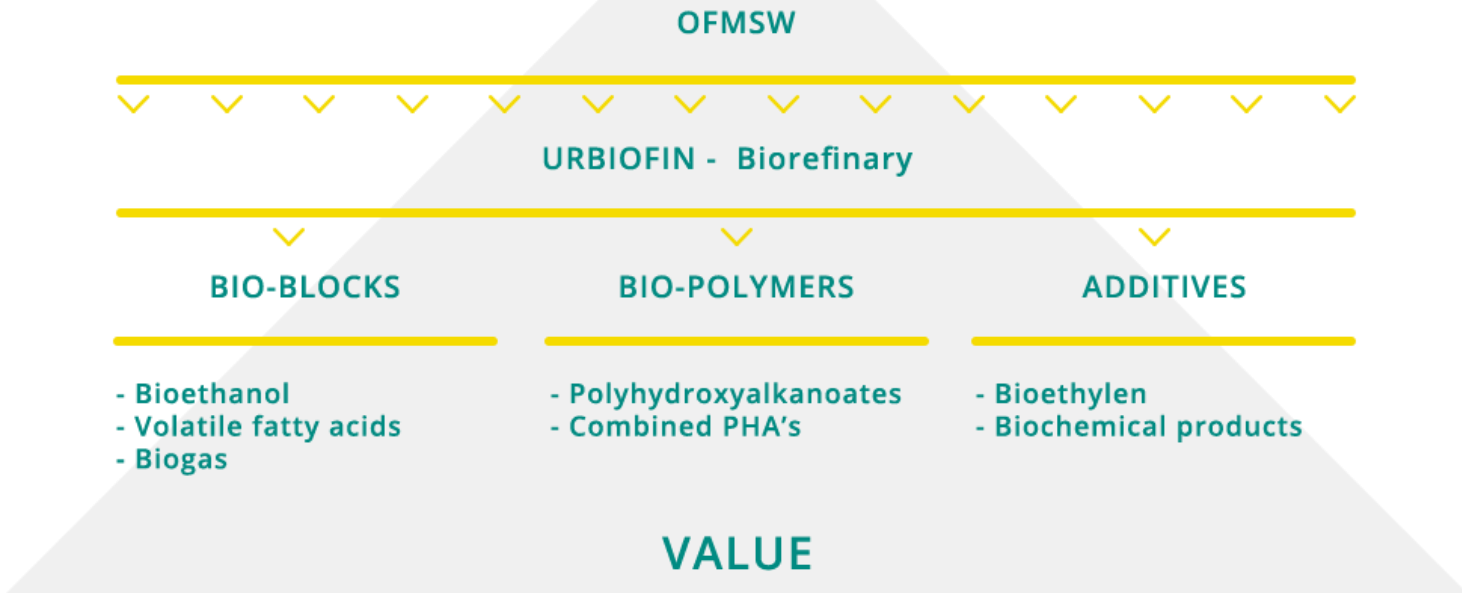 OFMSW
URBIOFIN - Biorefinary
BIO-BLOCKS
- Bioethanol
- Volatile fatty acids
- Biogas
BIO-POLYMERS
- Polyhydroxyalkanoates
- Combined PHA’s
ADDITIVES
- Bioethylen
- Biochemical products
VALUE